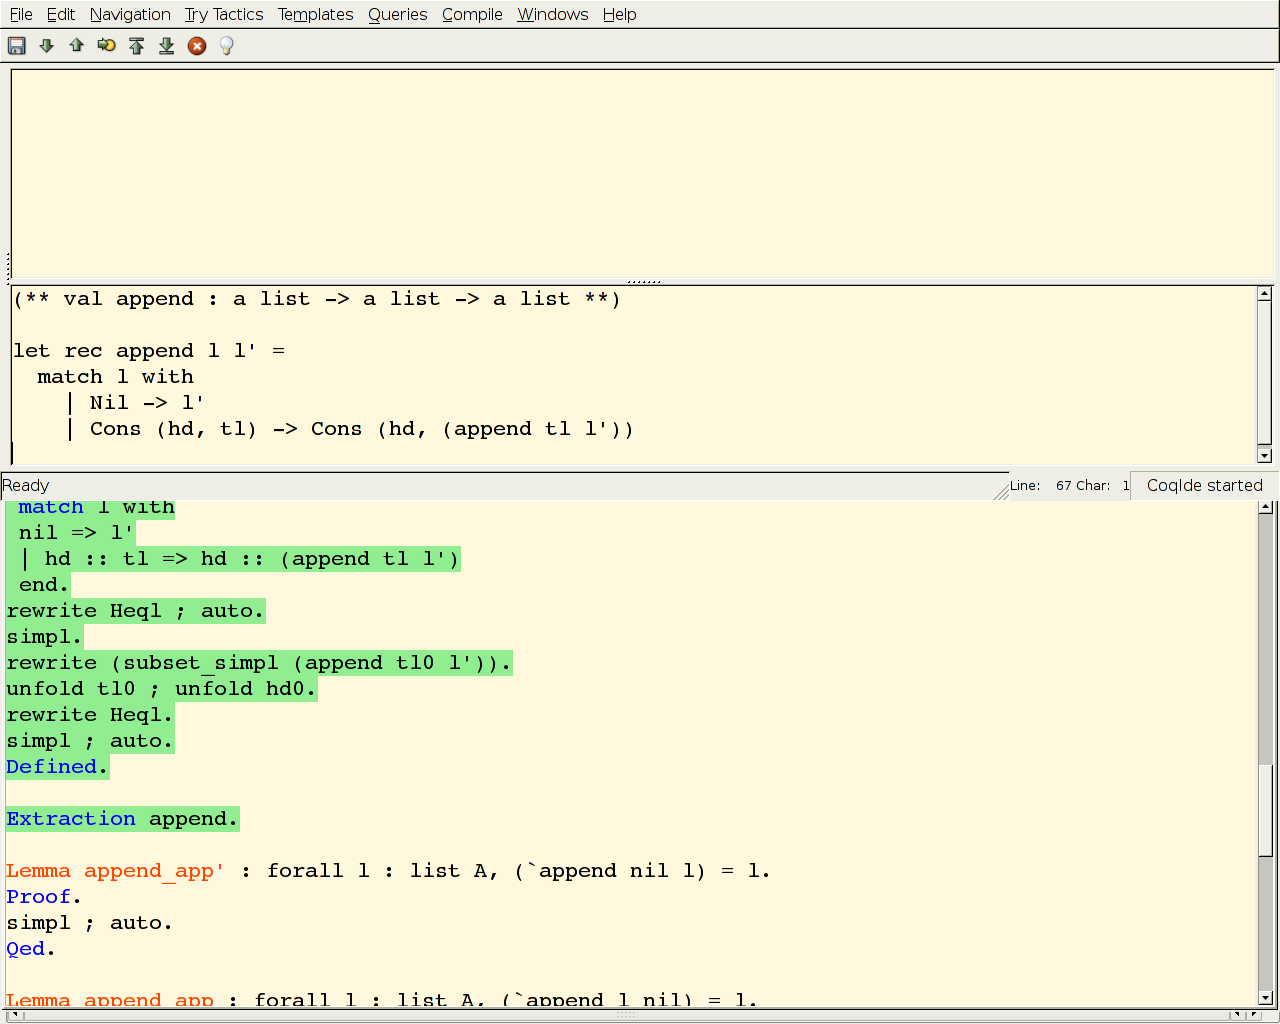 File Edit Navigation Try Tactics Templates Queries Compile Windows Help
(** val append : a list -> a list -> a list **)
let rec append l l' =
match l with
| Nil -> l'
| Cons (hd, tl) -> Cons (hd, (append tl l'))
Ready Line: 67 Char: 1 CoqIde started
match l with
nil => l'
| hd :: tl => hd :: (append tl l')
end.
rewrite Heql ; auto.
simpl.
rewrite (subset_simpl (append tl0 l')).
unfold tl0 ; unfold hd0.
rewrite Heql.
simpl ; auto.
Defined.
Extraction append.
Lemma append_app' : forall l : list A, (`append nil l) = l.
Proof.
simpl ; auto.
Qed.
Lemma append_app : forall l : list A, (`append l nil) = l.